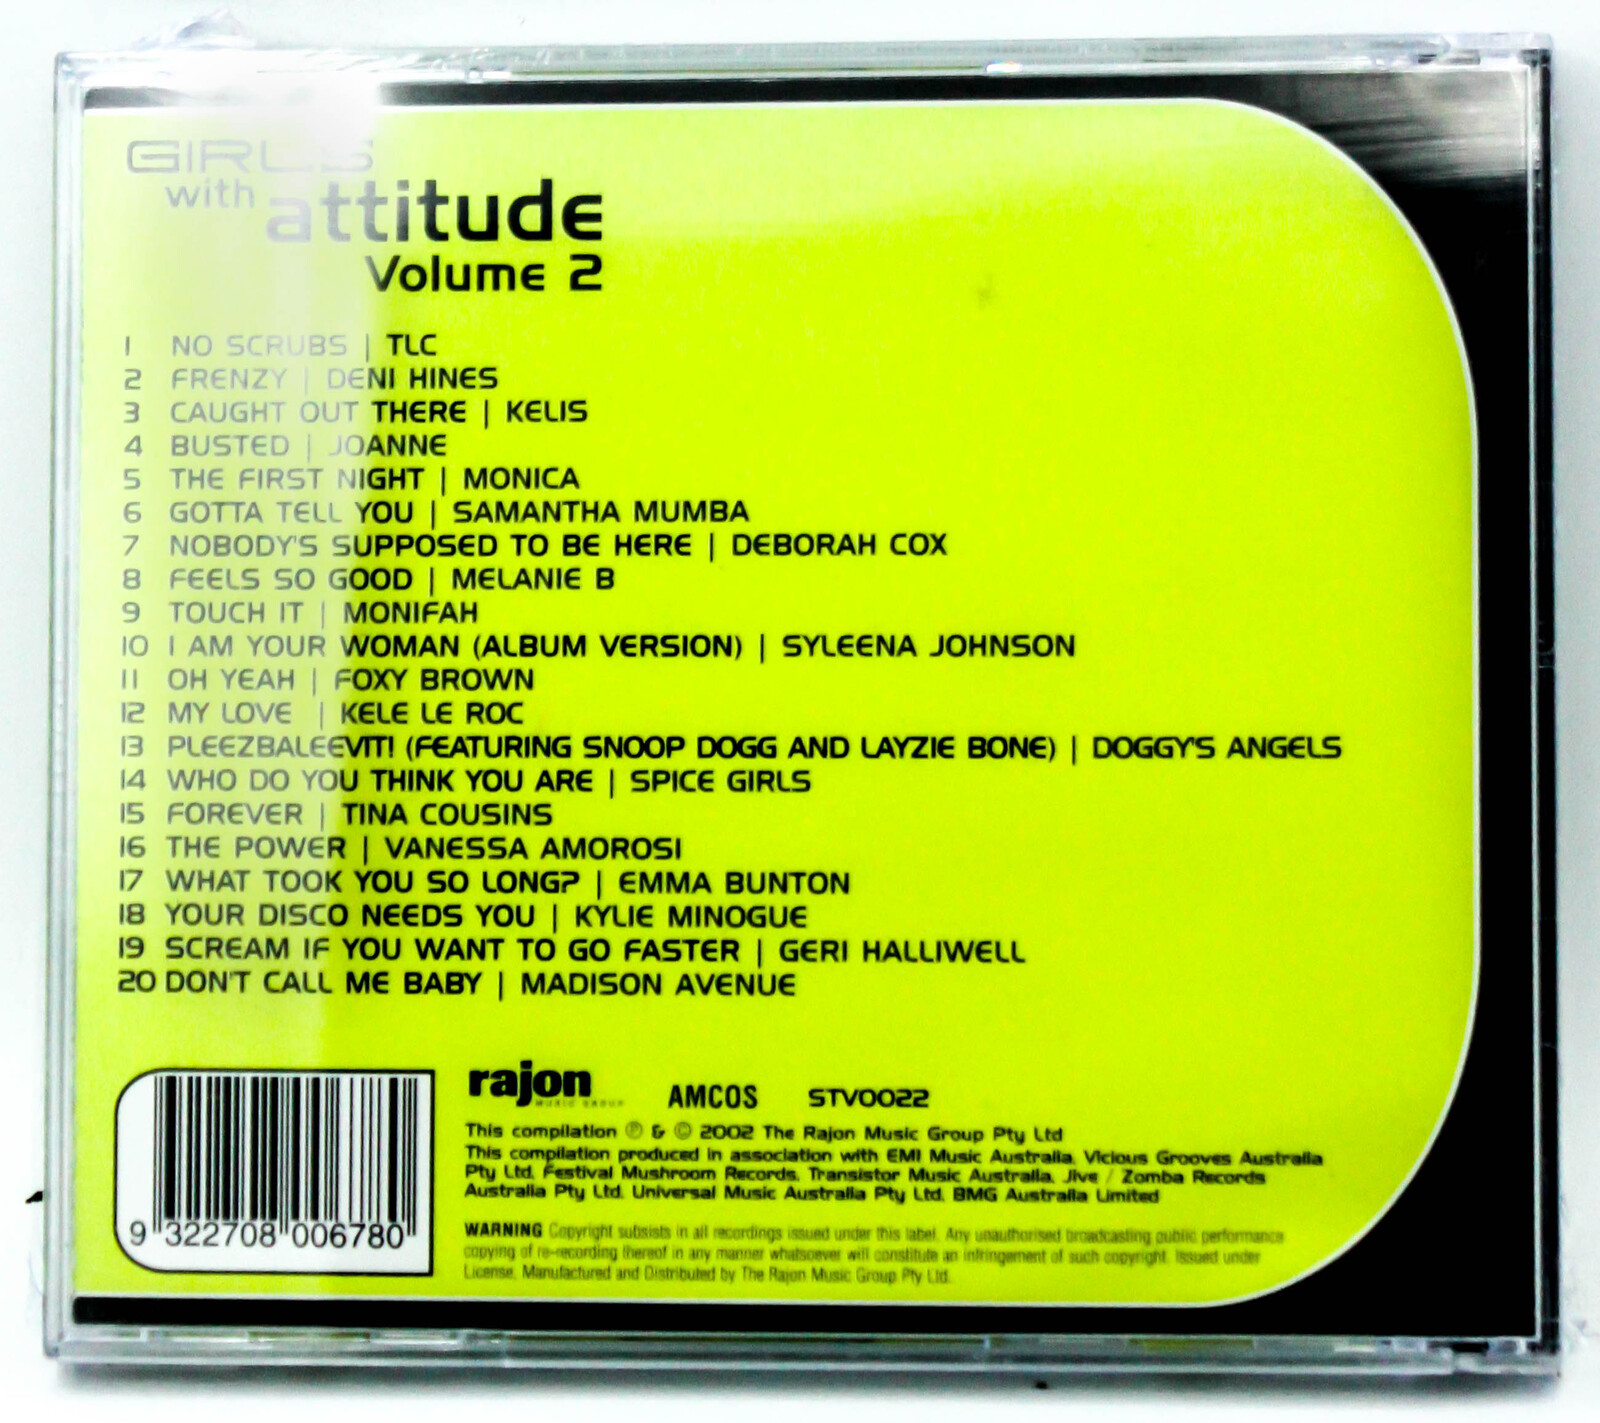 GIRLS
with attitude
Volume 2
1 NO SCRUBS | TLC
2 FRENZY | DENI HINES
3 CAUGHT OUT THERE | KELIS
4 BUSTED | JOANNE
5 THE FIRST NIGHT | MONICA
6 GOTTA TELL YOU | SAMANTHA MUMBA
7 NOBODY'S SUPPOSED TO BE HERE | DEBORAH COX
8 FEELS SO GOOD | MELANIE B
9 TOUCH IT | MONIFAH
10 I AM YOUR WOMAN (ALBUM VERSION) | SYLEENA JOHNSON
11 OH YEAH | FOXY BROWN
12 MY LOVE | KELE LE ROC
13 PLEEZBALEEVIT! (FEATURING SNOOP DOGG AND LAYZIE BONE) | DOGGY'S ANGELS
14 WHO DO YOU THINK YOU ARE | SPICE GIRLS
15 FOREVER | TINA COUSINS
16 THE POWER | VANESSA AMOROSI
17 WHAT TOOK YOU SO LONG? | EMMA BUNTON
18 YOUR DISCO NEEDS YOU | KYLIE MINOGUE
19 SCREAM IF YOU WANT TO GO FASTER | GERI HALLIWELL
20 DON'T CALL ME BABY | MADISON AVENUE
rajon
MUSIC GROUP
AMCOS STV0022
This compilation ℗ & © 2002 The Rajon Music Group Pty Ltd
This compilation produced in association with EMI Music Australia, Vicious Grooves Australia
Pty Ltd, Festival Mushroom Records, Transistor Music Australia, Jive / Zomba Records
Australia Pty Ltd, Universal Music Australia Pty Ltd, BMG Australia Limited
WARNING Copyright subsists in all recordings issued under this label. Any unauthorised broadcasting public performance
copying of re-recording thereof in any manner whatsoever will constitute an infringement of such copyright. Issued under
License, Manufactured and Distributed by The Rajon Music Group Pty Ltd.
9 322708 006780